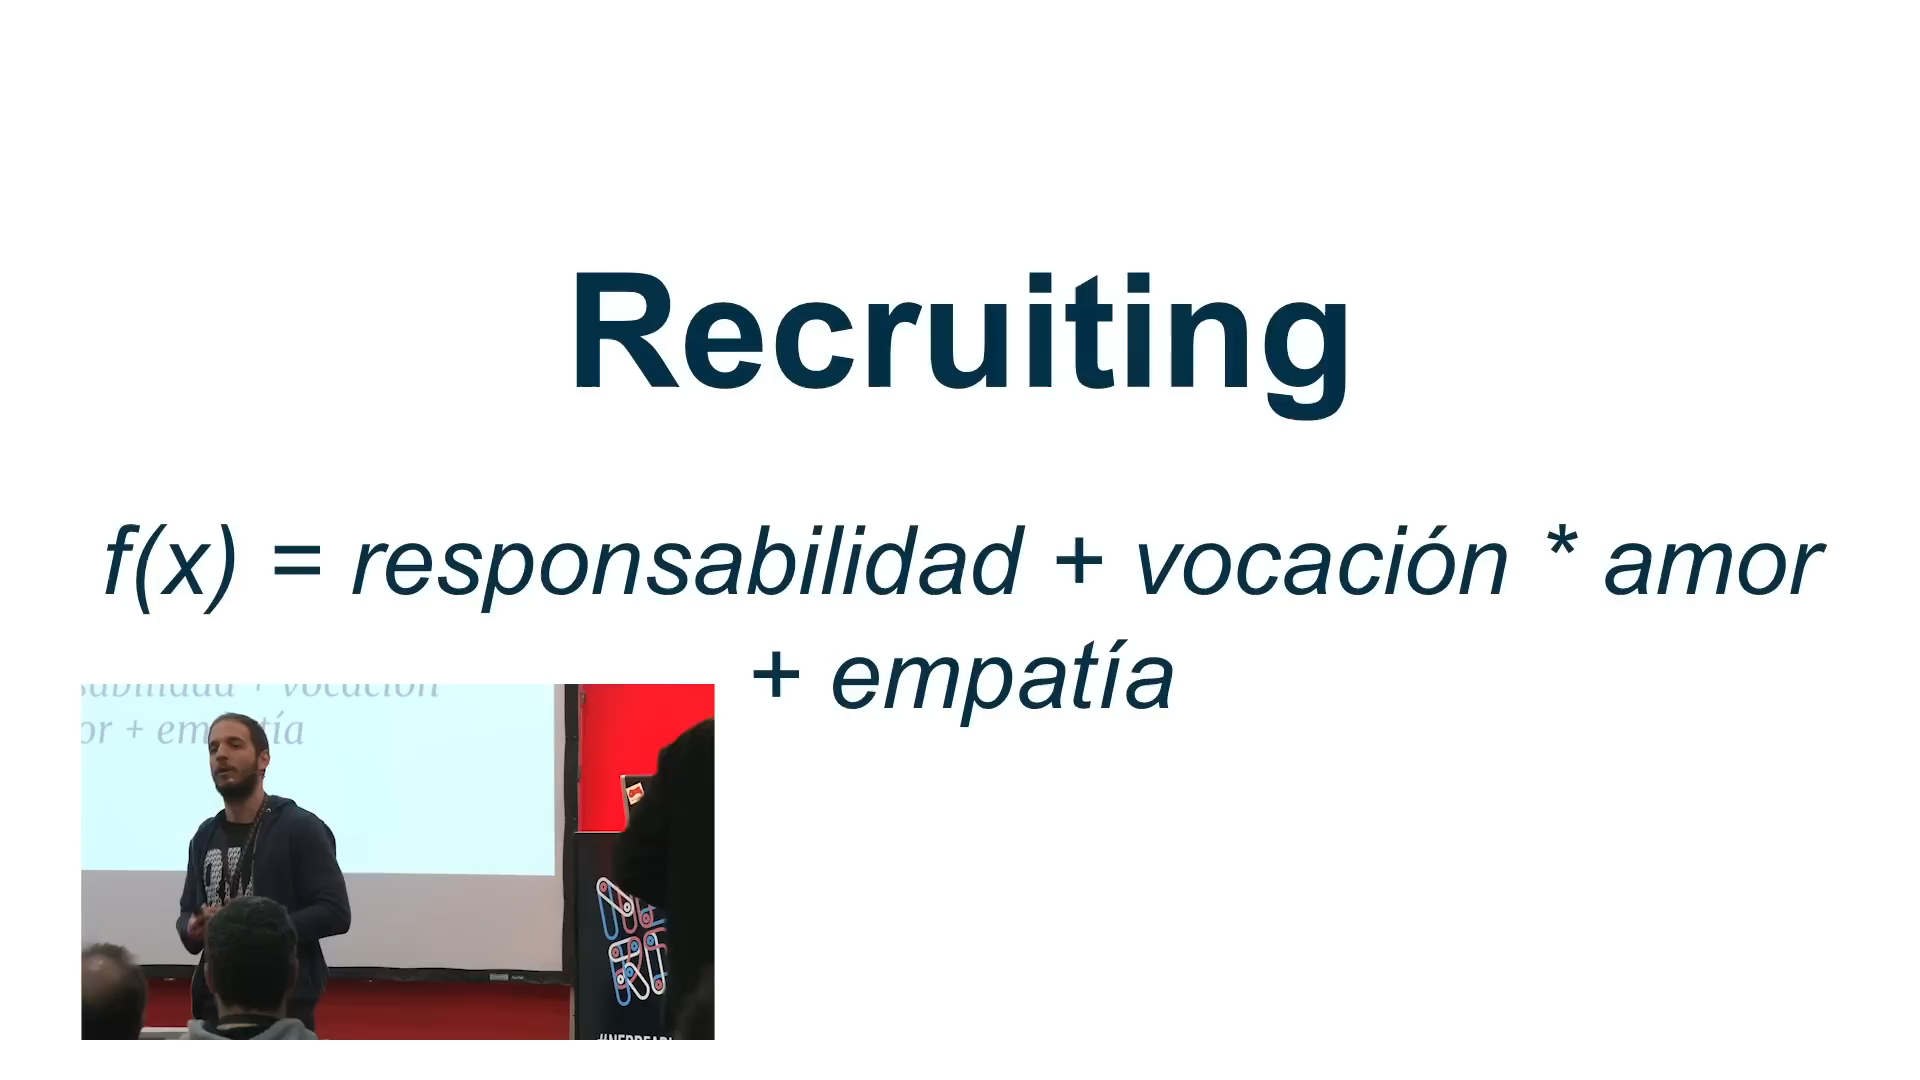 Recruiting
f(x) = responsabilidad + vocación * amor
+ empatía